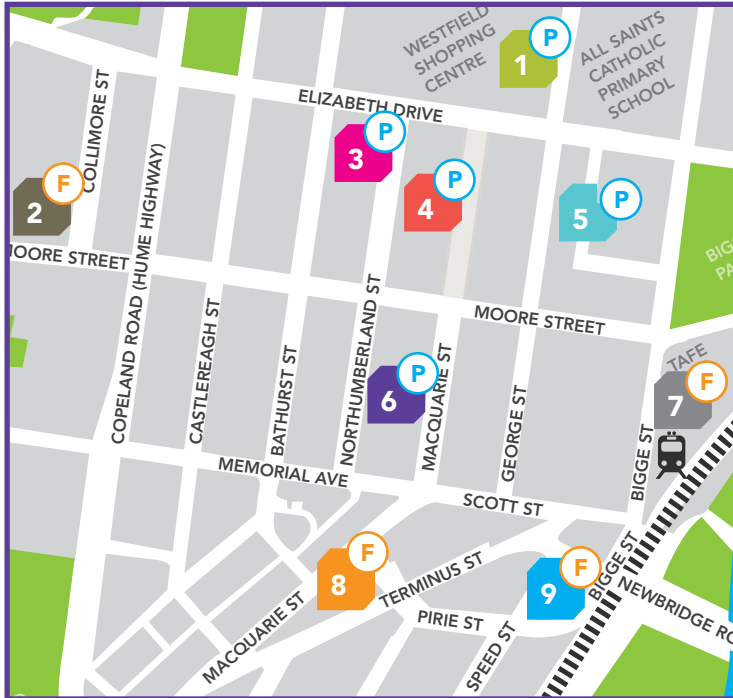 WESTFIELD
SHOPPING
CENTRE
1
P
ALL SAINTS
CATHOLIC
PRIMARY
SCHOOL
ELIZABETH DRIVE
COLLIMORE ST
2
F
3
P
4
P
5
P
COPELAND ROAD (HUME HIGHWAY)
STREET
MOORE STREET
CASTLEREAGH ST
BATHURST ST
NORTHUMBERLAND ST
6
P
MACQUARIE ST
GEORGE ST
BIGGE ST
TAFE
7
F
MEMORIAL AVE
SCOTT ST
8
F
TERMINUS ST
9
F
BIGGE ST
NEWBRIDGE
MACQUARIE ST
PIRIE ST
SPEED ST